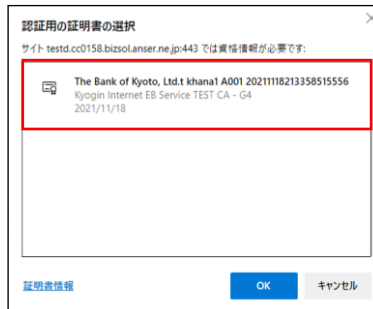 認証用の証明書の選択
サイト testd.cc0158.bizsol.anser.ne.jp:443 では資格情報が必要です:
The Bank of Kyoto, Ltd.t khana1 A001 20211118213358515556
Kyogin Internet EB Service TEST CA - G4
2021/11/18
証明書情報
OK
キャンセル